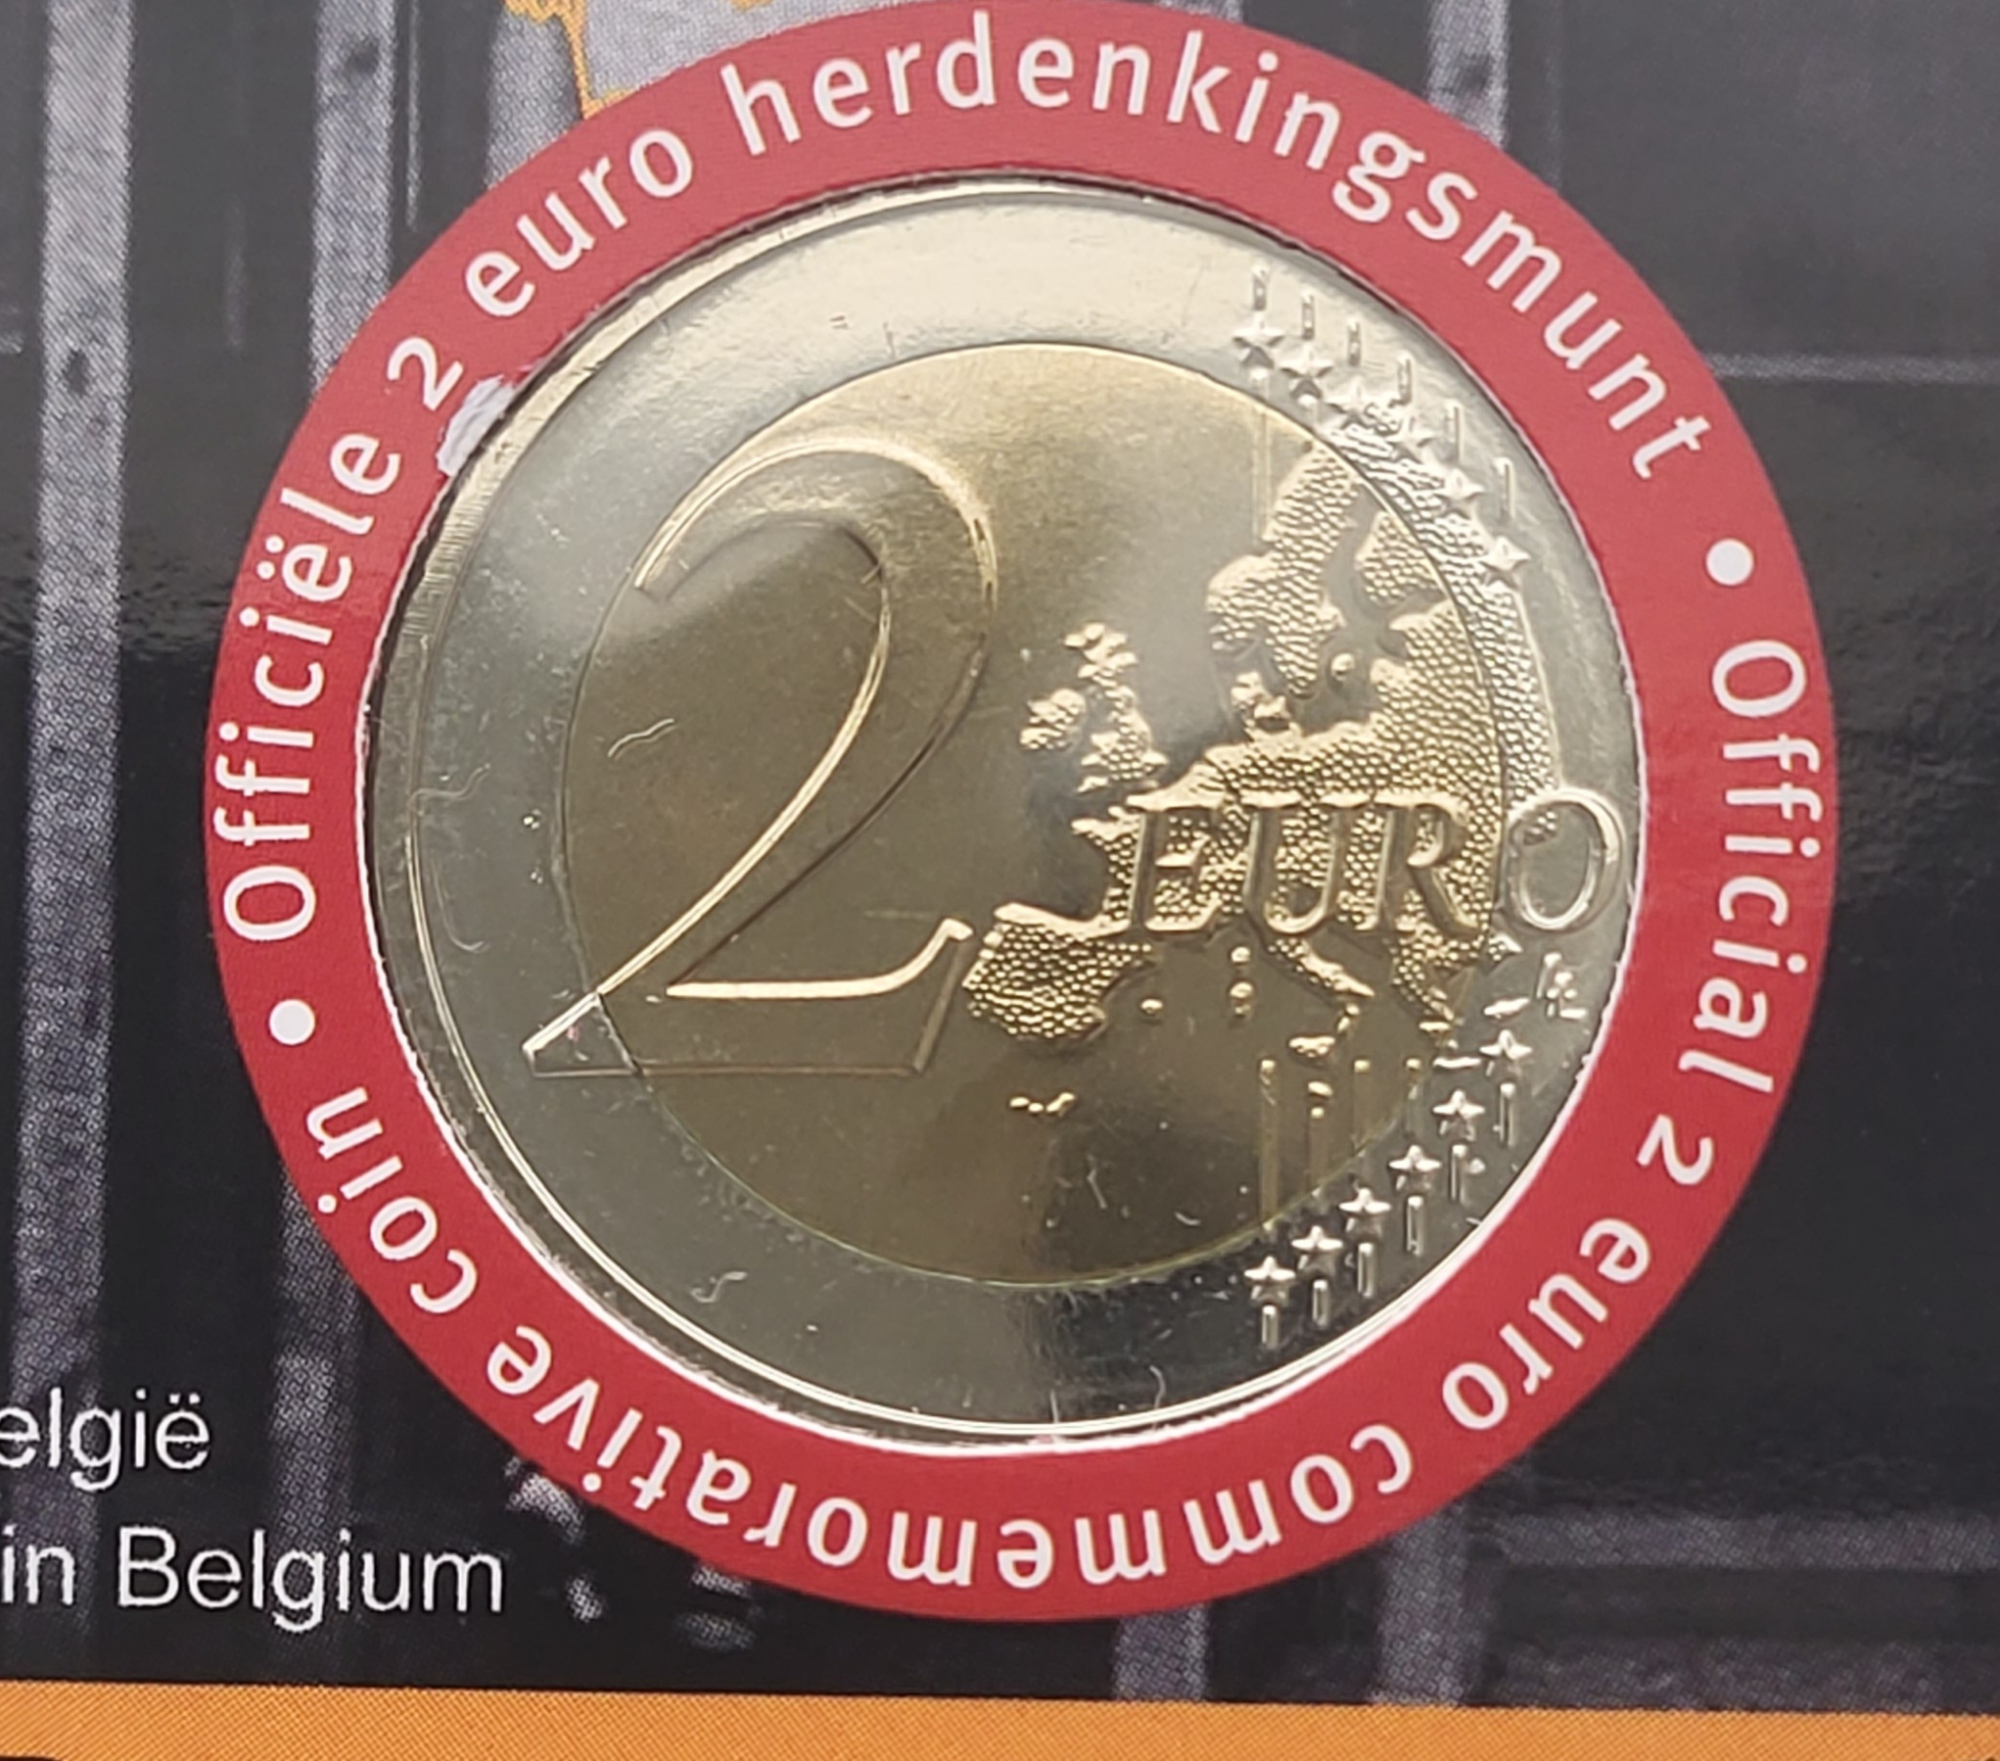 Officiële 2 euro herdenkingsmunt •
Official 2 euro commemorative coin •
2 EURO
elgië
in Belgium